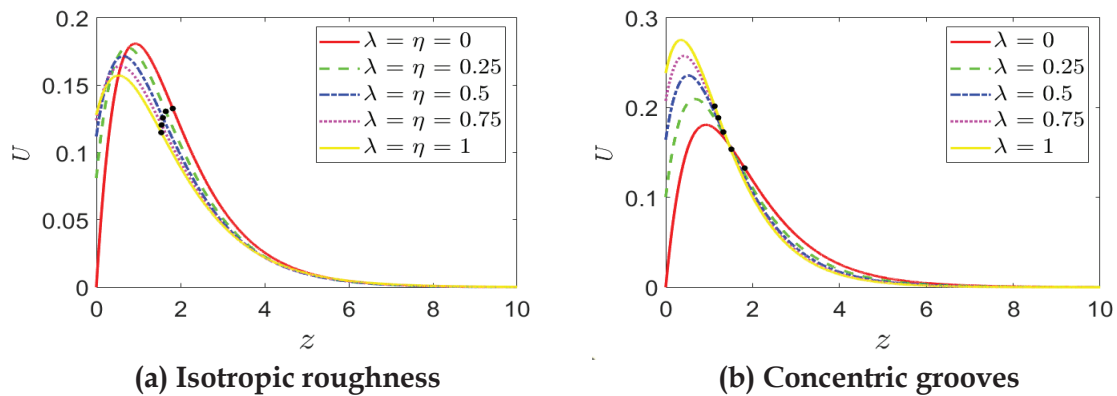 0.2
0.15
0.1
0.05
0
U
0 2 4 6 8 10
z
λ = η = 0
λ = η = 0.25
λ = η = 0.5
λ = η = 0.75
λ = η = 1
(a) Isotropic roughness
0.3
0.2
0.1
0
U
0 2 4 6 8 10
z
λ = 0
λ = 0.25
λ = 0.5
λ = 0.75
λ = 1
(b) Concentric grooves